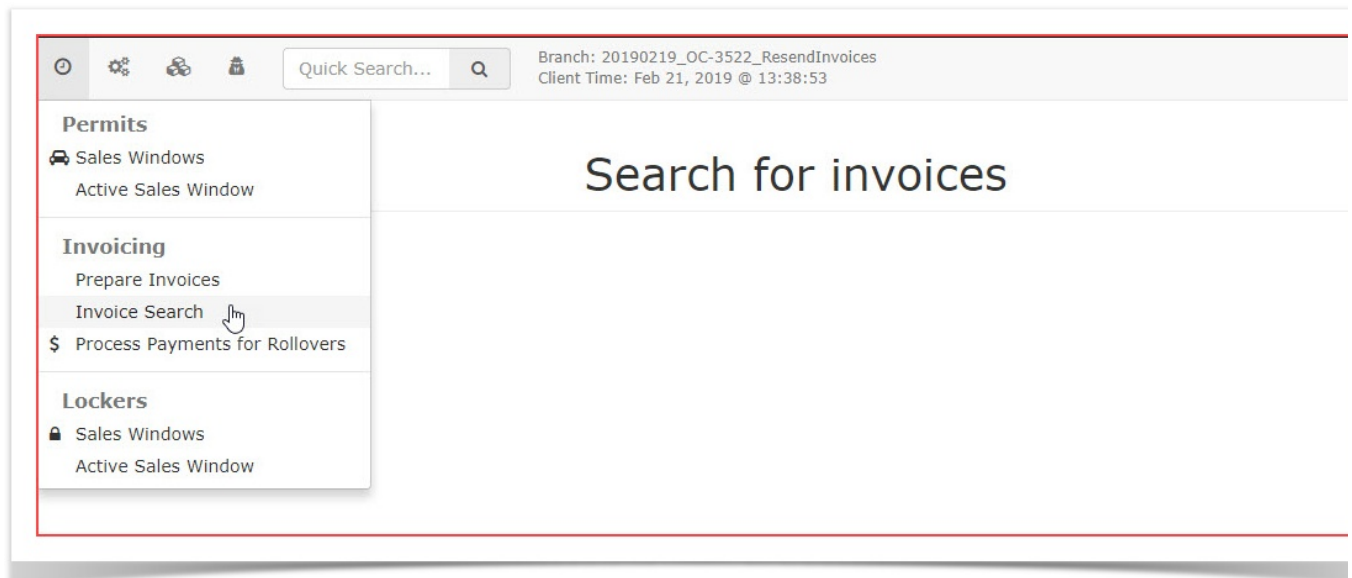 Quick Search...
Branch: 20190219_OC-3522_ResendInvoices
Client Time: Feb 21, 2019 @ 13:38:53
Permits
Sales Windows
Active Sales Window
Invoicing
Prepare Invoices
Invoice Search
$ Process Payments for Rollovers
Lockers
Sales Windows
Active Sales Window
Search for invoices